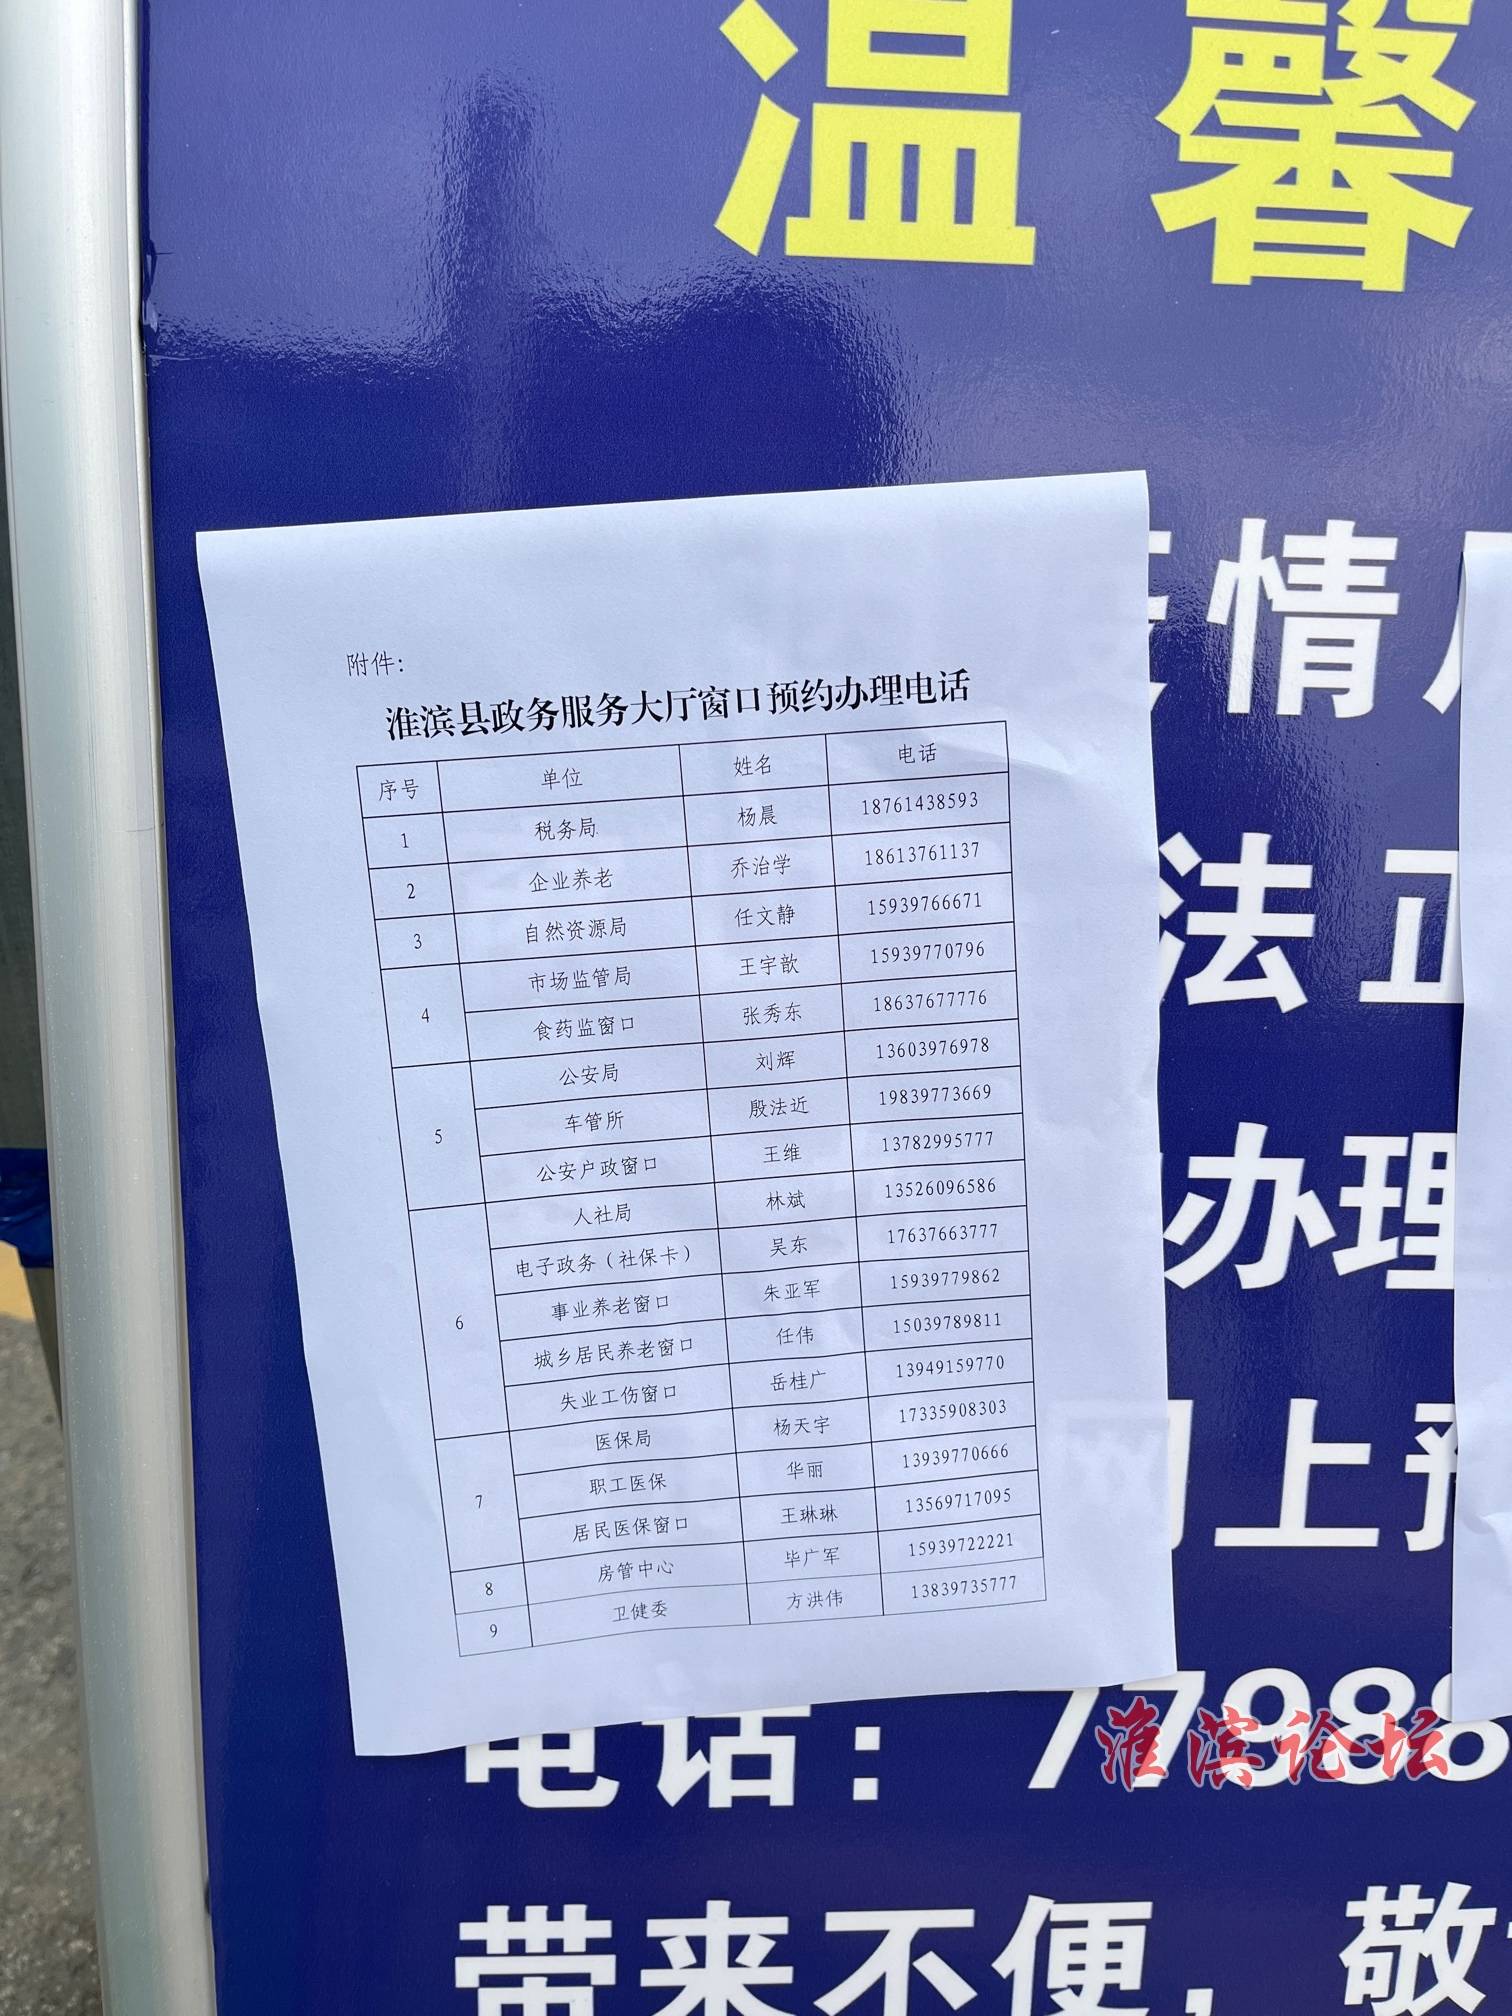 温馨
情
附件：
淮滨县政务服务大厅窗口预约办理电话
序号 单位 姓名 电话
1 税务局 杨晨 18761438593
2 企业养老 乔治学 18613761137
3 自然资源局 任文静 15939766671
4 市场监管局 王宇歆 15939770796
食药监窗口 张秀东 18637677776
5 公安局 刘辉 13603976978
车管所 殷法近 19839773669
公安户政窗口 王维 13782995777
6 人社局 林斌 13526096586
电子政务（社保卡） 吴东 17637663777
事业养老窗口 朱亚军 15939779862
城乡居民养老窗口 任伟 15039789811
失业工伤窗口 岳桂广 13949159770
7 医保局 杨天宇 17335908303
职工医保 华丽 13939770666
居民医保窗口 王琳琳 13569717095
8 房管中心 毕广军 15939722221
9 卫健委 方洪伟 13839735777
法正
办理
网上预
电话：77988
淮滨论坛
带来不便，敬